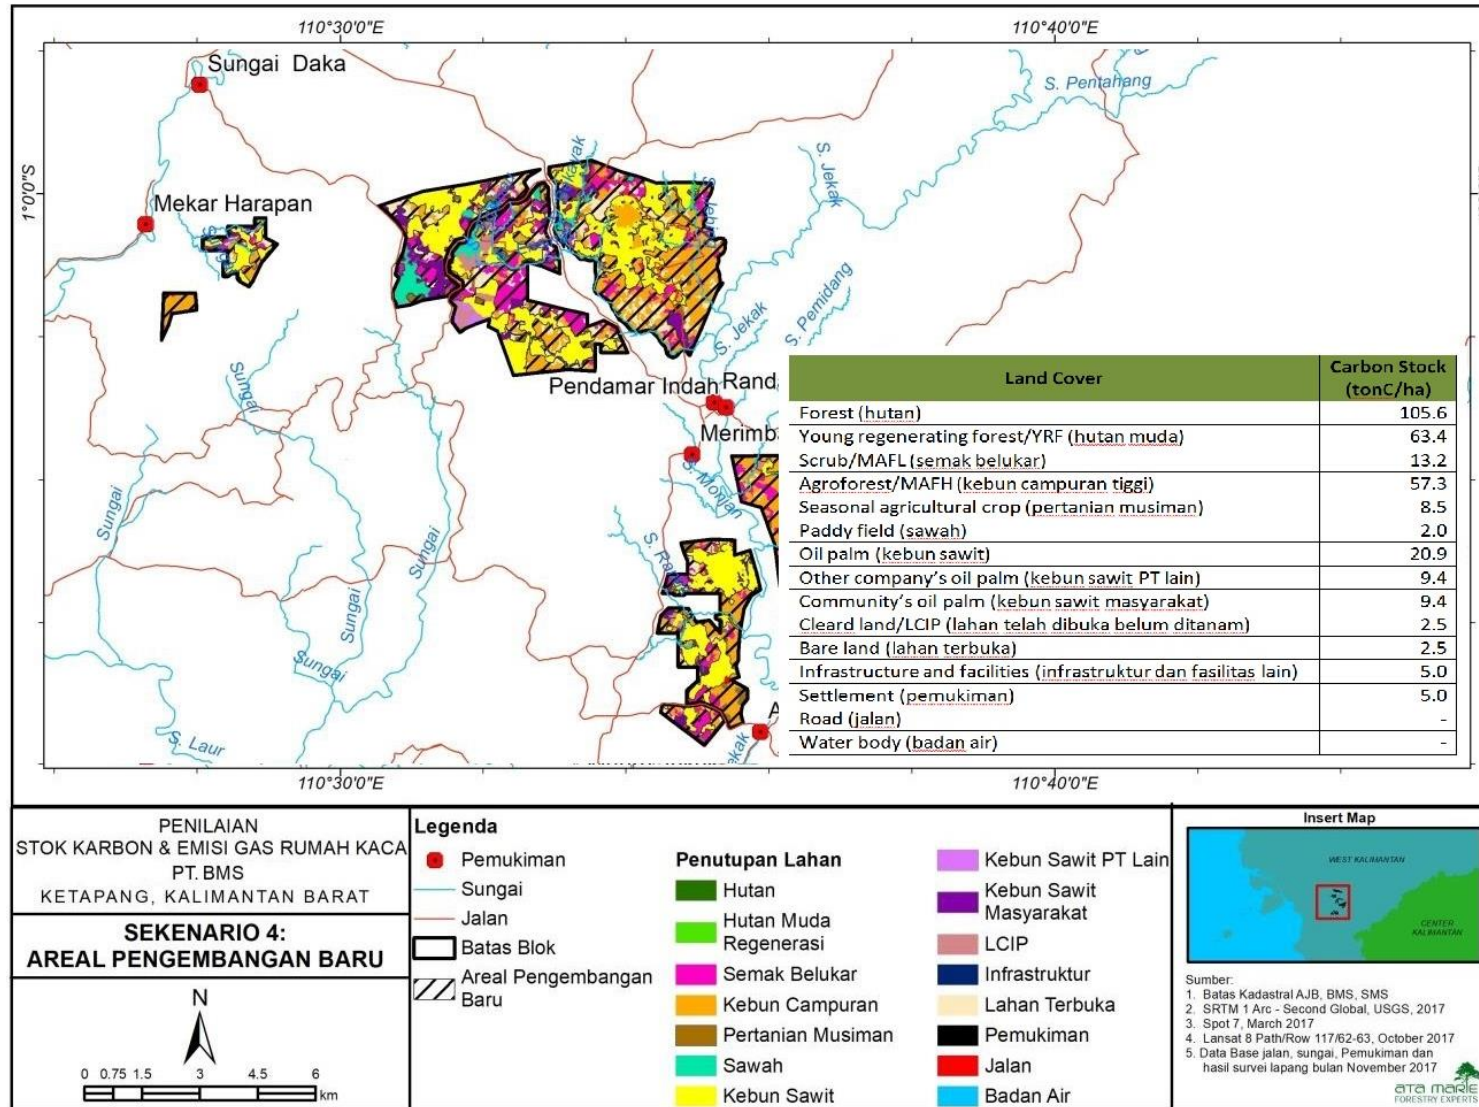 110°30'0"E
110°40'0"E
Sungai Daka
S. Pentahang
S. Jekak
1°0'0"S
Mekar Harapan
S. Pemidang
S. Jekak
Sungai
Pendamar Indah
S. Monjan
Sungai
Sungai
Sungai
Sungai
S. Laur
Land Cover
Carbon Stock
(tonC/ha)
Forest (hutan) 105.6
Young regenerating forest/YRF (hutan muda) 63.4
Scrub/MAFL (semak belukar) 13.2
Agroforest/MAFH (kebun campuran tiggi) 57.3
Seasonal agricultural crop (pertanian musiman) 8.5
Paddy field (sawah) 2.0
Oil palm (kebun sawit) 20.9
Other company's oil palm (kebun sawit PT lain) 9.4
Community's oil palm (kebun sawit masyarakat) 9.4
Cleard land/LCIP (lahan telah dibuka belum ditanam) 2.5
Bare land (lahan terbuka) 2.5
Infrastructure and facilities (infrastruktur dan fasilitas lain) 5.0
Settlement (pemukiman) 5.0
Road (jalan) -
Water body (badan air) -
110°30'0"E
110°40'0"E
PENILAIAN
STOK KARBON & EMISI GAS RUMAH KACA
PT. BMS
KETAPANG, KALIMANTAN BARAT
SEKENARIO 4:
AREAL PENGEMBANGAN BARU
N
0 0.75 1.5 3 4.5 6
km
Legenda
Pemukiman
Sungai
Jalan
Batas Blok
Areal Pengembangan
Baru
Penutupan Lahan
Hutan
Hutan Muda
Regenerasi
Semak Belukar
Kebun Campuran
Pertanian Musiman
Sawah
Kebun Sawit
Kebun Sawit PT Lain
Kebun Sawit
Masyarakat
LCIP
Infrastruktur
Lahan Terbuka
Pemukiman
Jalan
Badan Air
Insert Map
WEST KALIMANTAN
CENTER
KALIMANTAN
Sumber:
1. Batas Kadastral AJB, BMS, SMS
2. SRTM 1 Arc - Second Global, USGS, 2017
3. Spot 7, March 2017
4. Lansat 8 Path/Row 117/62-63, October 2017
5. Data Base jalan, sungai, Pemukiman dan
hasil survei lapang bulan November 2017
ata marie
FORESTRY EXPERTS